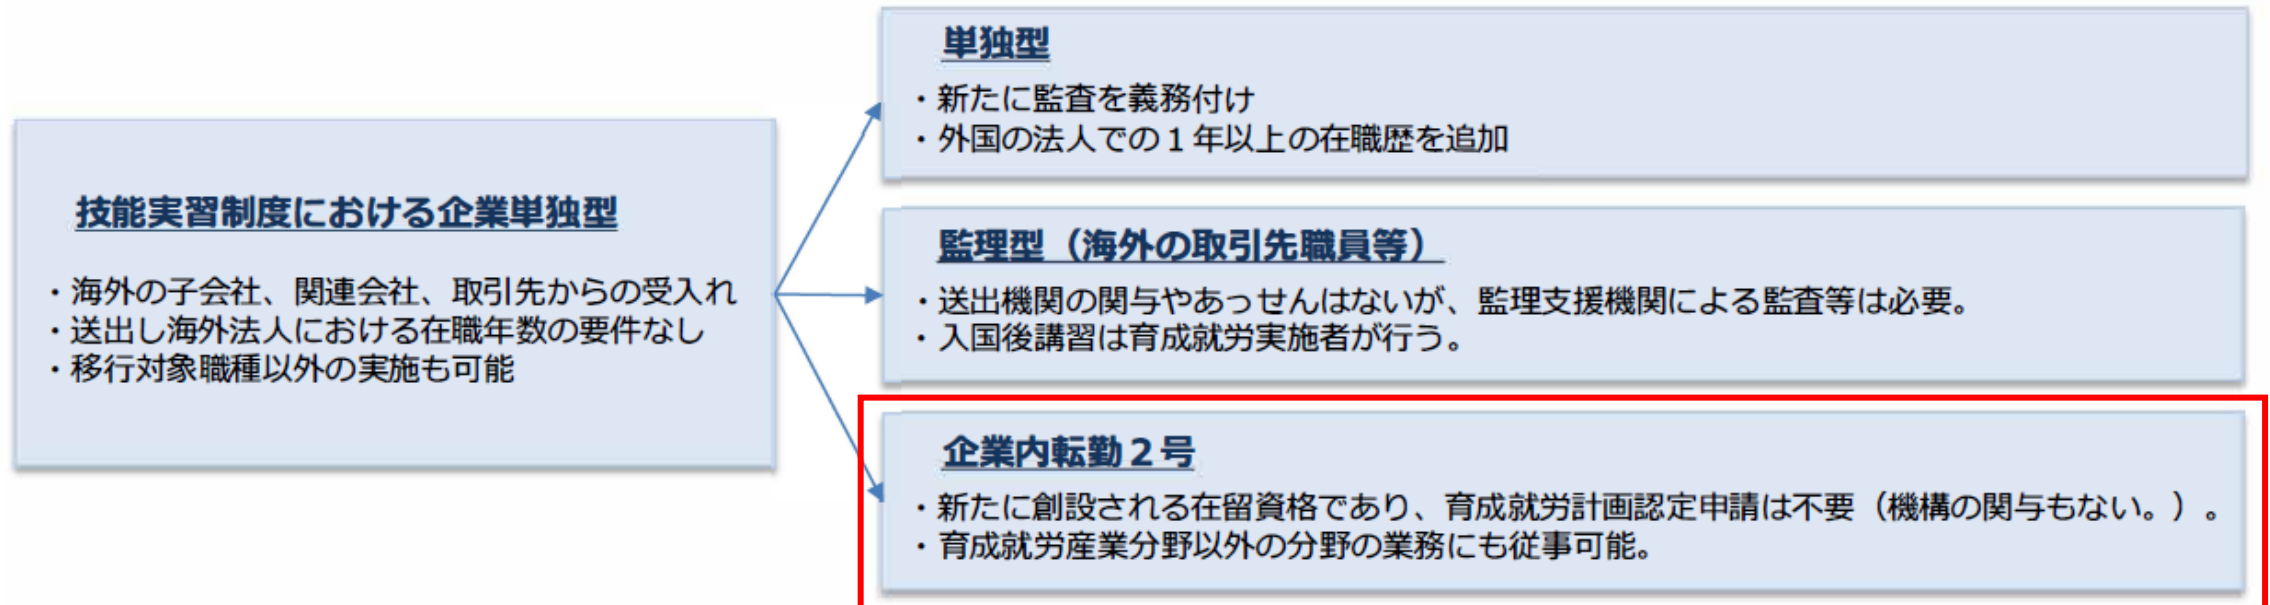 技能実習制度における企業単独型
・海外の子会社、関連会社、取引先からの受入れ
・送出し海外法人における在職年数の要件なし
・移行対象職種以外の実施も可能
単独型
・新たに監査を義務付け
・外国の法人での１年以上の在職歴を追加
監理型（海外の取引先職員等）
・送出機関の関与やあっせんはないが、監理支援機関による監査等は必要。
・入国後講習は育成就労実施者が行う。
企業内転勤２号
・新たに創設される在留資格であり、育成就労計画認定申請は不要（機構の関与もない。）。
・育成就労産業分野以外の分野の業務にも従事可能。